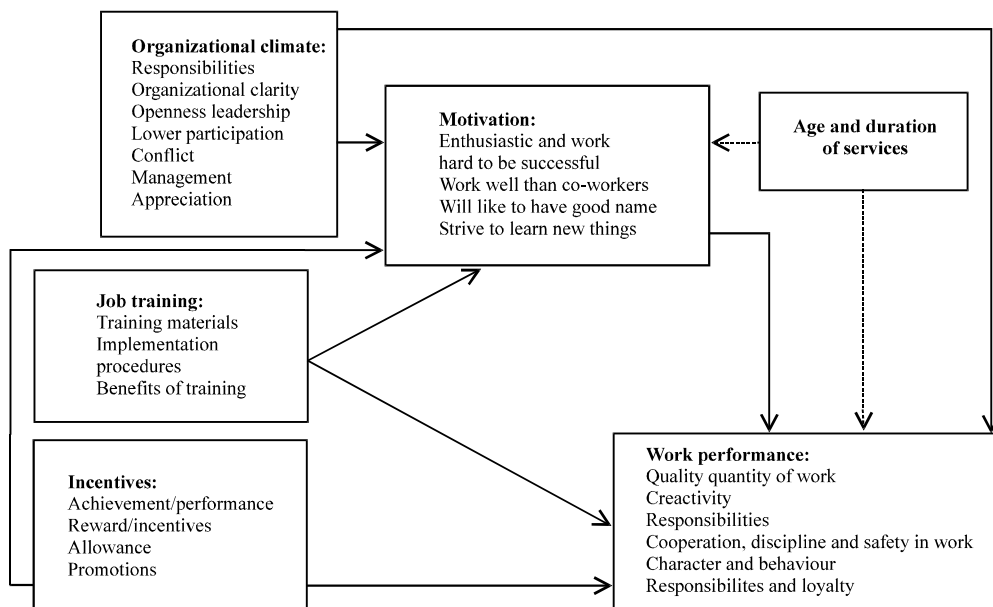 Organizational climate:
Responsibilities
Organizational clarity
Openness leadership
Lower participation
Conflict
Management
Appreciation
Motivation:
Enthusiastic and work
hard to be successful
Work well than co-workers
Will like to have good name
Strive to learn new things
Age and duration
of services
Job training:
Training materials
Implementation
procedures
Benefits of training
Incentives:
Achievement/performance
Reward/incentives
Allowance
Promotions
Work performance:
Quality quantity of work
Creactivity
Responsibilities
Cooperation, discipline and safety in work
Character and behaviour
Responsibilites and loyalty